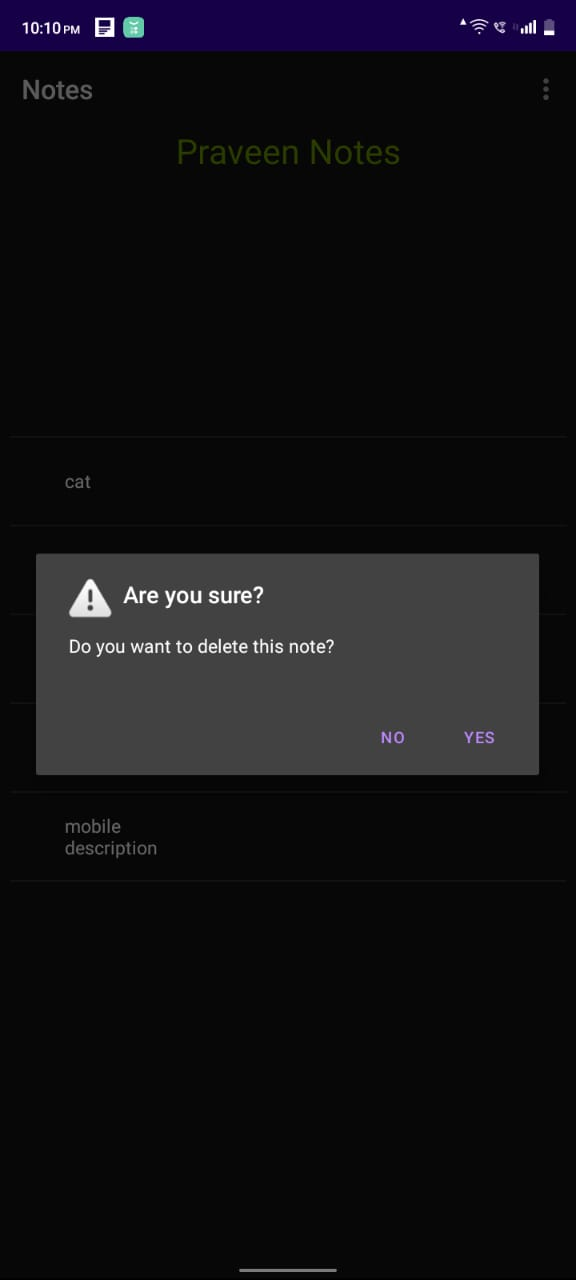 10:10 PM
Notes
Praveen Notes
cat
Are you sure?
Do you want to delete this note?
NO YES
mobile
description